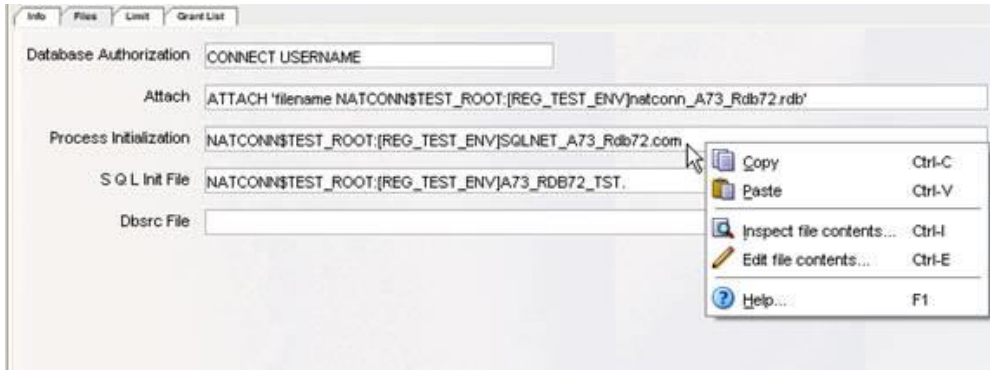 Info Files Limit Grant List
Database Authorization CONNECT USERNAME
Attach ATTACH 'filename NATCONN$TEST_ROOT:[REG_TEST_ENV]natconn_A73_Rdb72.rdb'
Process Initialization NATCONN$TEST_ROOT:[REG_TEST_ENV]SQLNET_A73_Rdb72.com
S Q L Init File NATCONN$TEST_ROOT:[REG_TEST_ENV]A73_RDB72_TST.
Dbsrc File
Copy Ctrl-C
Paste Ctrl-V
Inspect file contents... Ctrl-I
Edit file contents... Ctrl-E
Help... F1